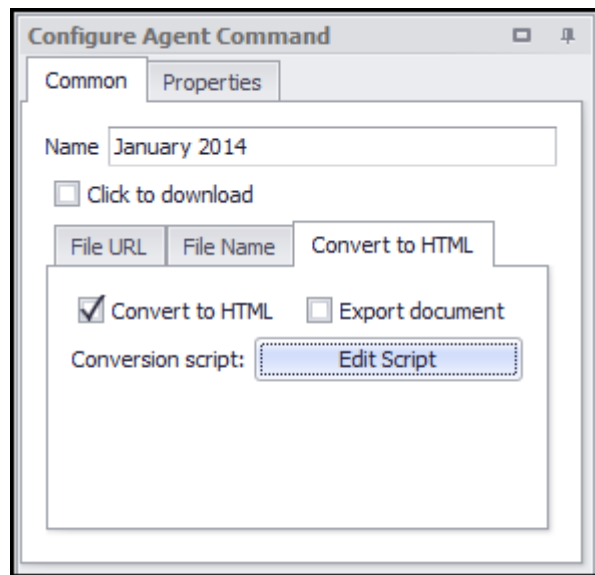 Configure Agent Command
Common Properties
Name January 2014
Click to download
File URL File Name Convert to HTML
Convert to HTML Export document
Conversion script: Edit Script